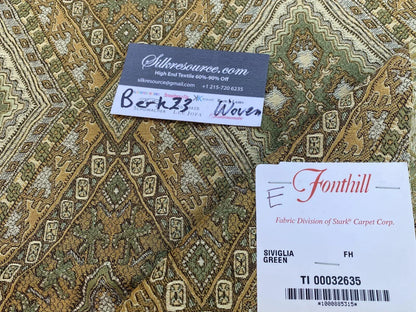 Silkresource.com
High End Textile 60%-90% Off
silkresource@gmail.com +1 215-720 6235
Berk23 Woven
E
Fonthill
Fabric Division of Stark® Carpet Corp.
SIVIGLIA FH
GREEN
TI 00032635
*1000085315*